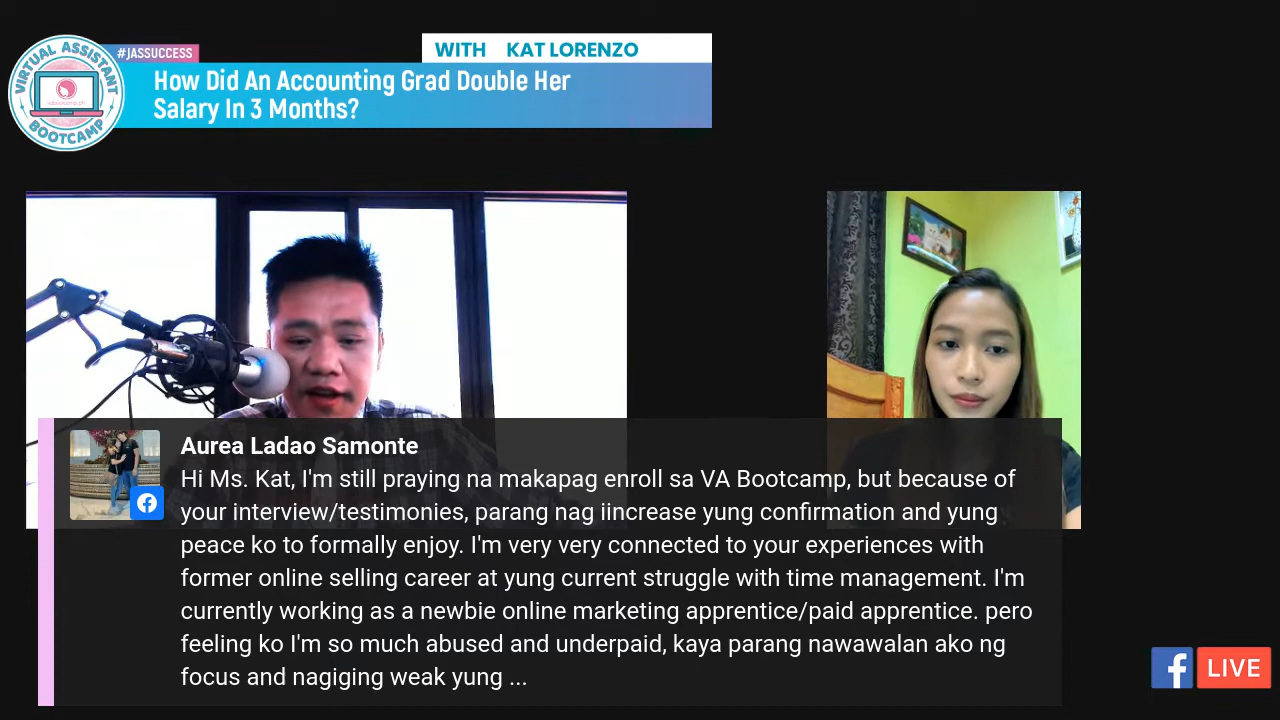 VIRTUAL ASSISTANT
BOOTCAMP
#JASSUCCESS
WITH KAT LORENZO
How Did An Accounting Grad Double Her
Salary In 3 Months?
Aurea Ladao Samonte
Hi Ms. Kat, I'm still praying na makapag enroll sa VA Bootcamp, but because of
your interview/testimonies, parang nag iincrease yung confirmation and yung
peace ko to formally enjoy. I'm very very connected to your experiences with
former online selling career at yung current struggle with time management. I'm
currently working as a newbie online marketing apprentice/paid apprentice. pero
feeling ko I'm so much abused and underpaid, kaya parang nawawalan ako ng
focus and nagiging weak yung ...
LIVE